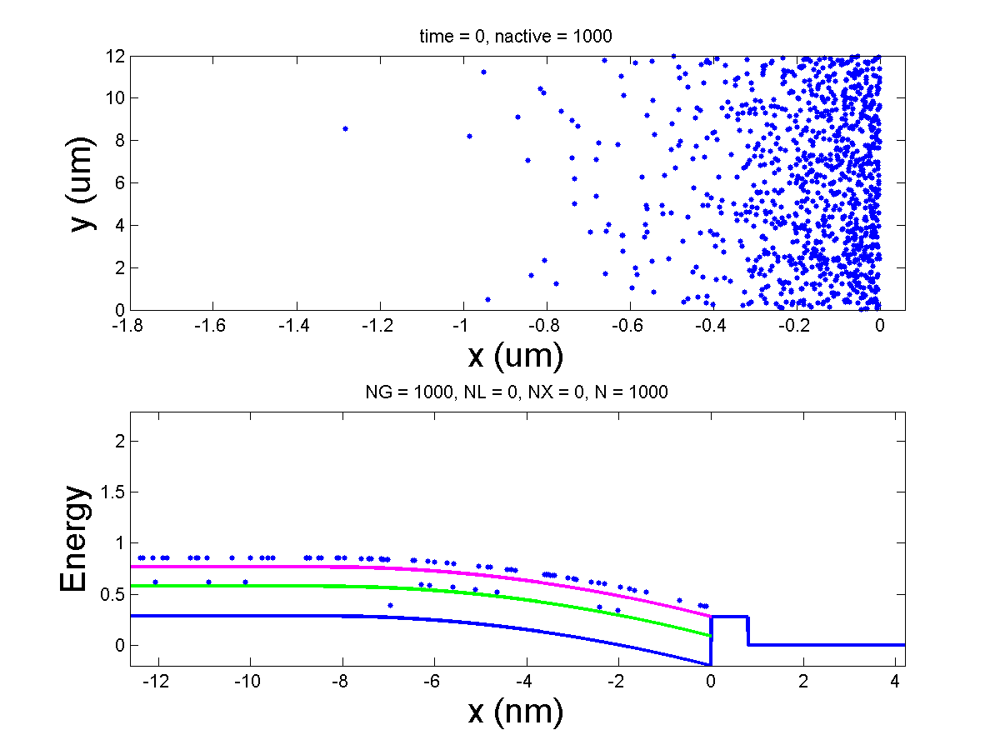 time = 0, nactive = 1000
12
10
8
6
4
2
0
y (um)
-1.8 -1.6 -1.4 -1.2 -1 -0.8 -0.6 -0.4 -0.2 0
x (um)
NG = 1000, NL = 0, NX = 0, N = 1000
2
1.5
1
0.5
0
Energy
-12 -10 -8 -6 -4 -2 0 2 4
x (nm)